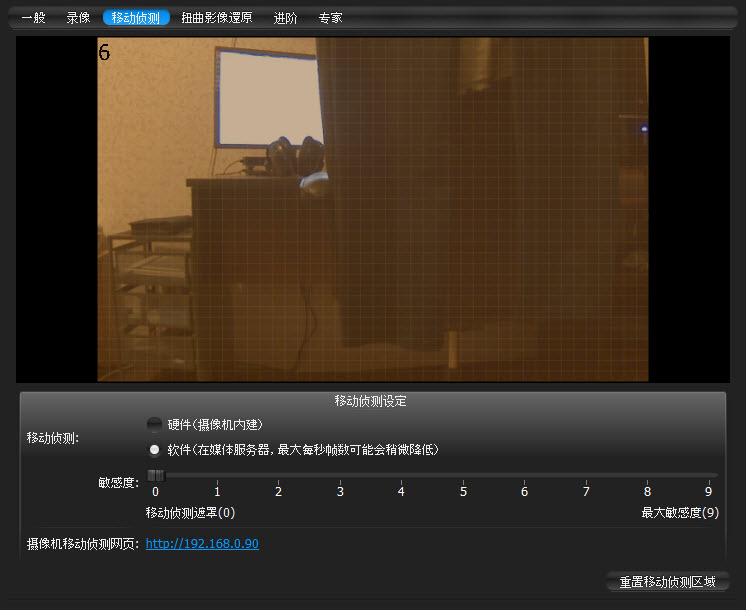 一般 录像 移动侦测 扭曲影像還原 进阶 专家
6
移动侦测设定
移动侦测:
硬件(摄像机内建)
软件(在媒体服务器, 最大每秒帧数可能会稍微降低)
敏感度:
0 1 2 3 4 5 6 7 8 9
移动侦测遮罩(0) 最大敏感度(9)
摄像机移动侦测网页: http://192.168.0.90
重置移动侦测区域